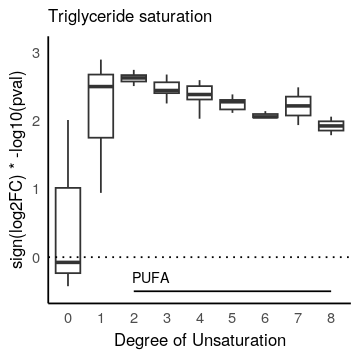 Triglyceride saturation
sign(log2FC) * -log10(pval)
3
2
1
0
PUFA
0 1 2 3 4 5 6 7 8
Degree of Unsaturation